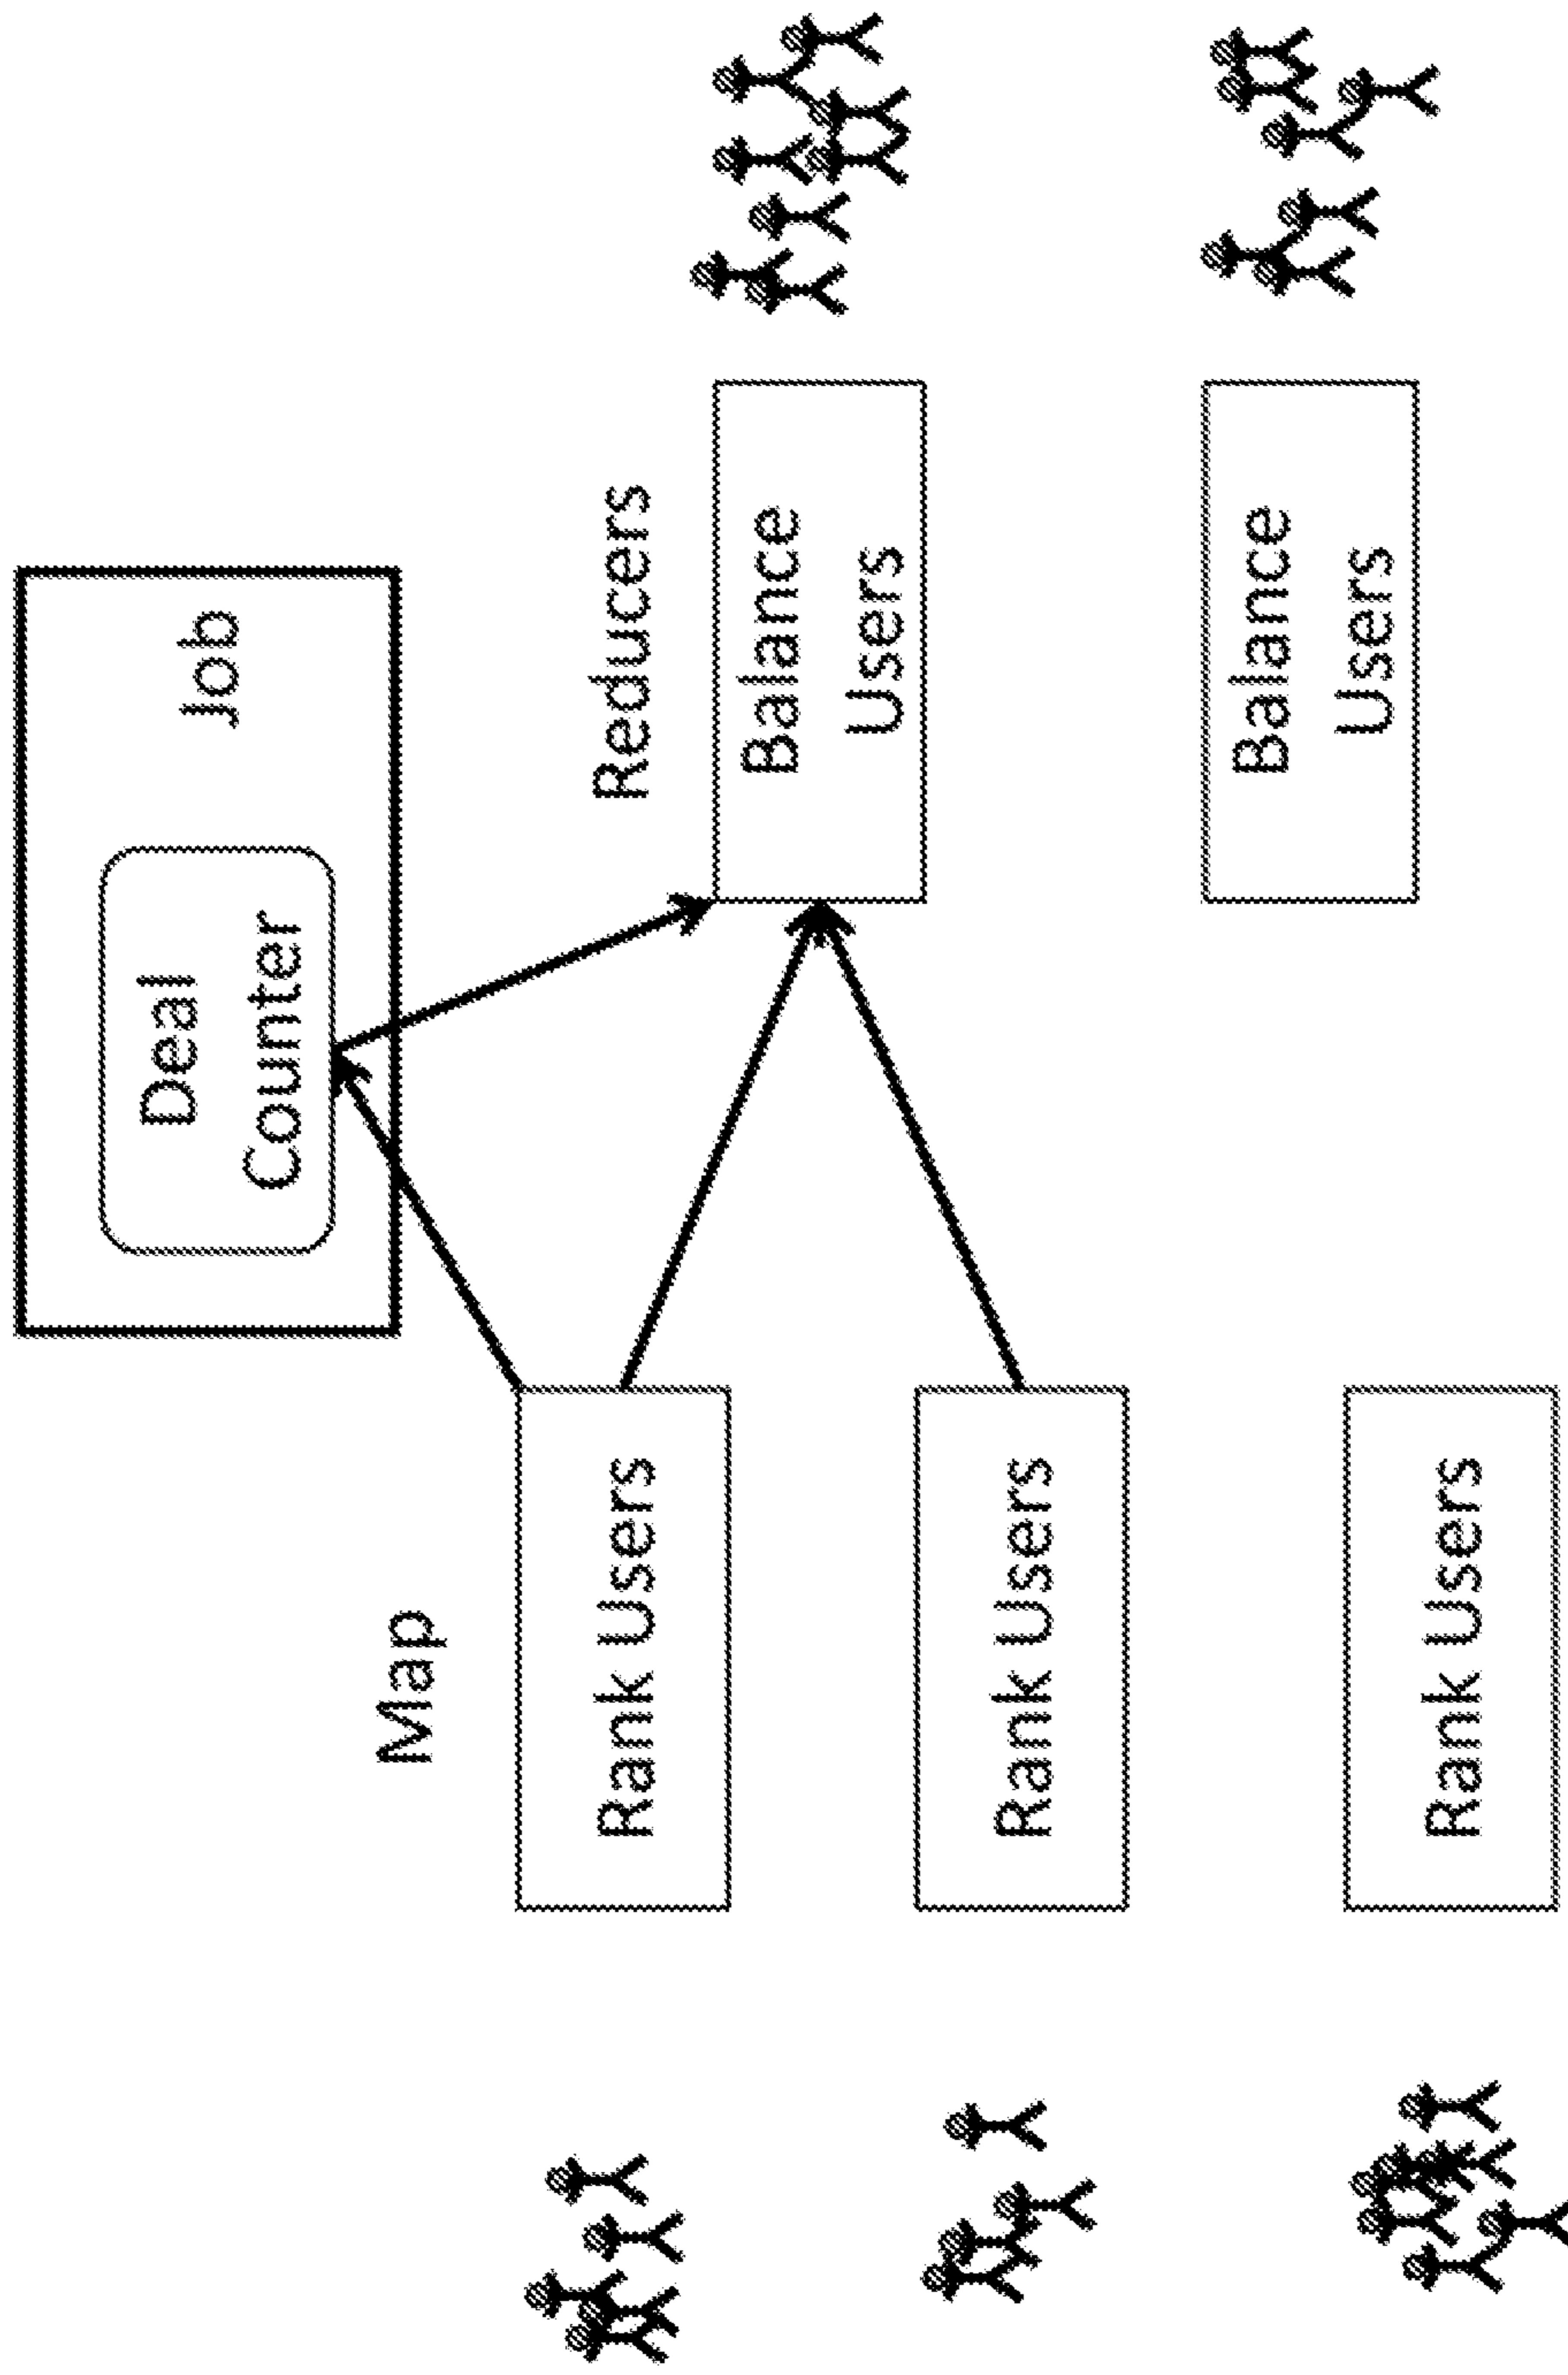 Deal
Counter
Job
Map
Reducers
Rank Users
Balance
Users
Rank Users
Balance
Users
Rank Users